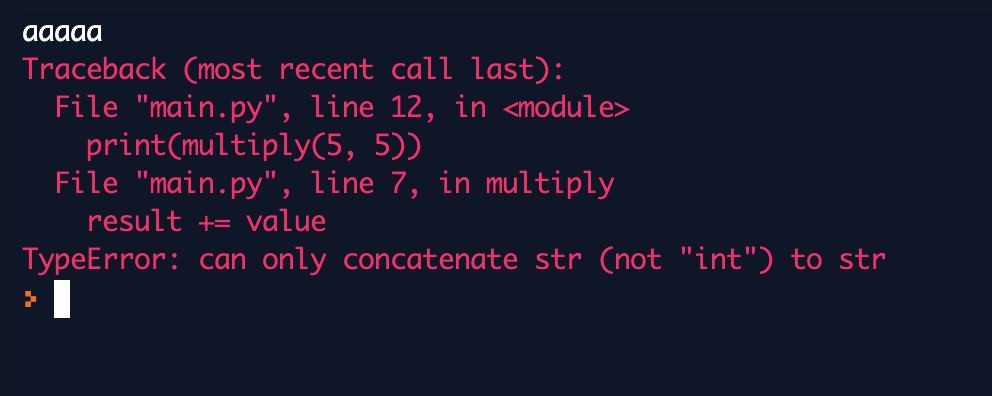 aaaaa
Traceback (most recent call last):
  File "main.py", line 12, in <module>
    print(multiply(5, 5))
  File "main.py", line 7, in multiply
    result += value
TypeError: can only concatenate str (not "int") to str
>